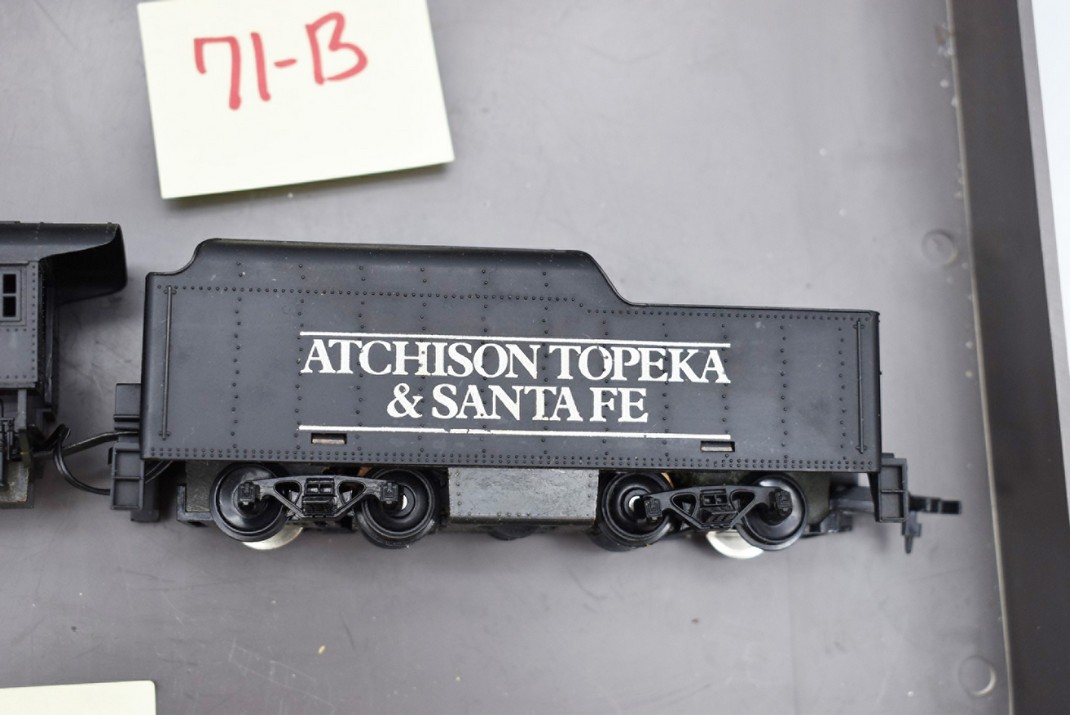 71-B
ATCHISON TOPEKA
& SANTA FE